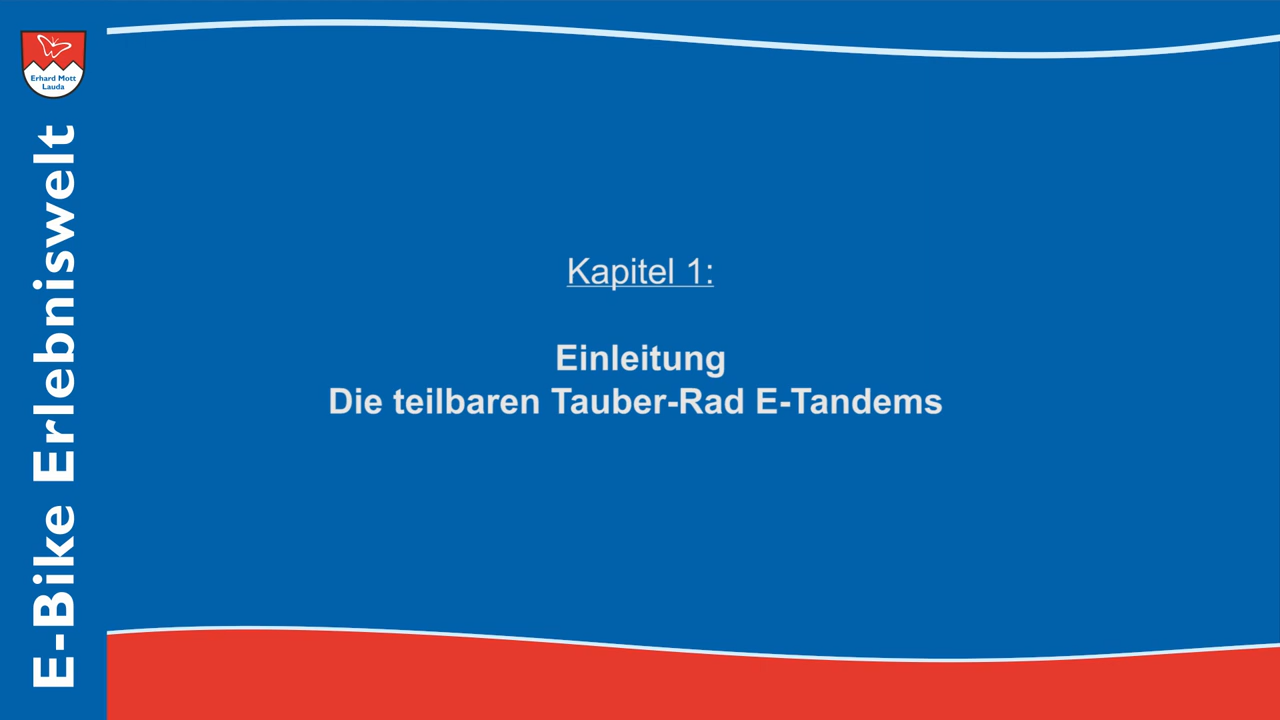 Erhard Mott
Lauda
E-Bike Erlebniswelt
Kapitel 1:
Einleitung
Die teilbaren Tauber-Rad E-Tandems